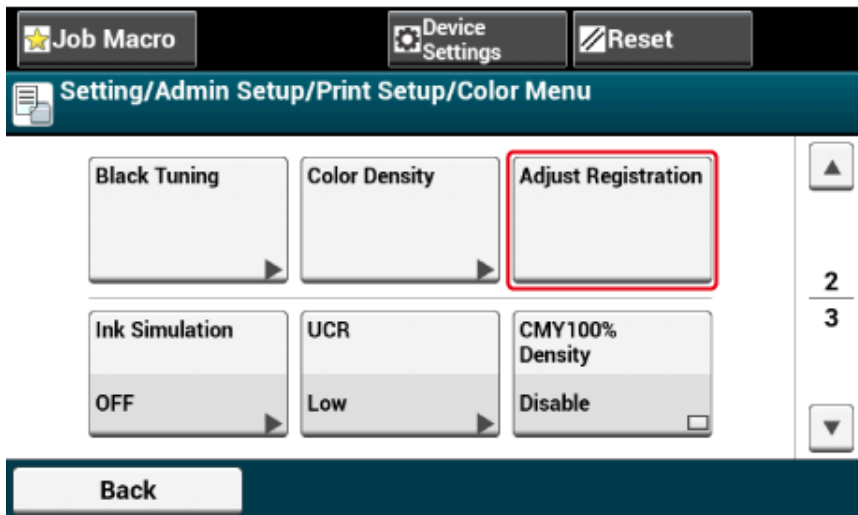 Job Macro
Device
Settings
Reset
Setting/Admin Setup/Print Setup/Color Menu
Black Tuning
Color Density
Adjust Registration
2
3
Ink Simulation
OFF
UCR
Low
CMY100%
Density
Disable
Back